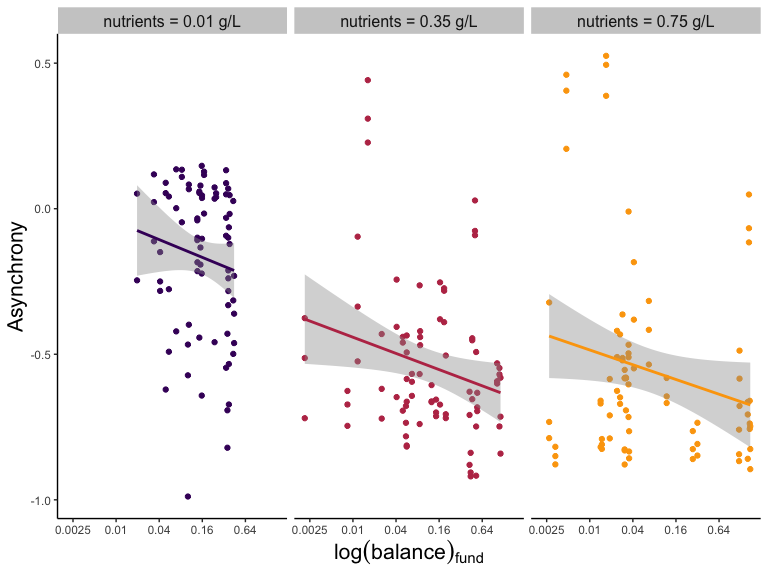 nutrients = 0.01 g/L
nutrients = 0.35 g/L
nutrients = 0.75 g/L
Asynchrony
0.5
0.0
-0.5
-1.0
0.0025 0.01 0.04 0.16 0.64
0.0025 0.01 0.04 0.16 0.64
0.0025 0.01 0.04 0.16 0.64
log(balance)fund